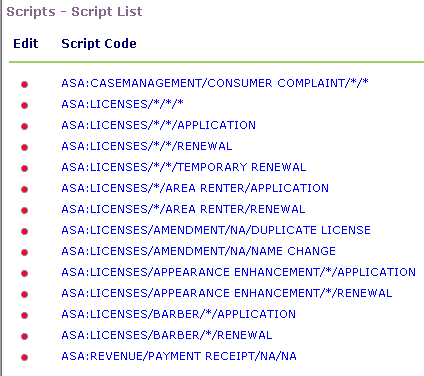 Scripts - Script List
Edit Script Code
ASA:CASEMANAGEMENT/CONSUMER COMPLAINT/*/*
ASA:LICENSES/*/*/*
ASA:LICENSES/*/*/APPLICATION
ASA:LICENSES/*/*/RENEWAL
ASA:LICENSES/*/*/TEMPORARY RENEWAL
ASA:LICENSES/*/AREA RENTER/APPLICATION
ASA:LICENSES/*/AREA RENTER/RENEWAL
ASA:LICENSES/AMENDMENT/NA/DUPLICATE LICENSE
ASA:LICENSES/AMENDMENT/NA/NAME CHANGE
ASA:LICENSES/APPEARANCE ENHANCEMENT/*/APPLICATION
ASA:LICENSES/APPEARANCE ENHANCEMENT/*/RENEWAL
ASA:LICENSES/BARBER/*/APPLICATION
ASA:LICENSES/BARBER/*/RENEWAL
ASA:REVENUE/PAYMENT RECEIPT/NA/NA